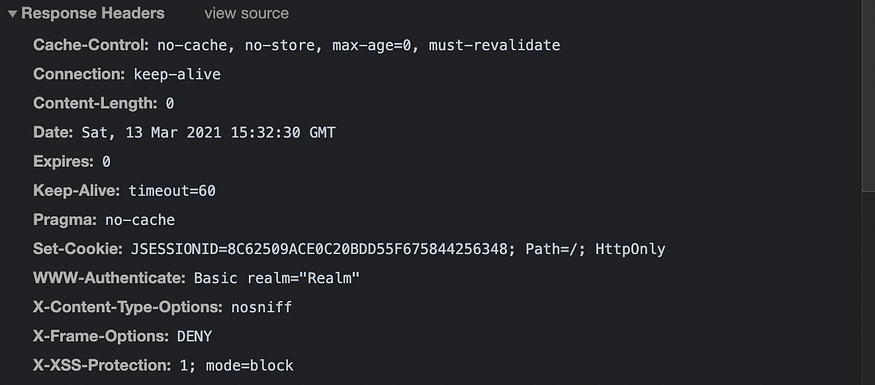 Response Headers view source
Cache-Control: no-cache, no-store, max-age=0, must-revalidate
Connection: keep-alive
Content-Length: 0
Date: Sat, 13 Mar 2021 15:32:30 GMT
Expires: 0
Keep-Alive: timeout=60
Pragma: no-cache
Set-Cookie: JSESSIONID=8C62509ACE0C20BDD55F675844256348; Path=/; HttpOnly
WWW-Authenticate: Basic realm="Realm"
X-Content-Type-Options: nosniff
X-Frame-Options: DENY
X-XSS-Protection: 1; mode=block